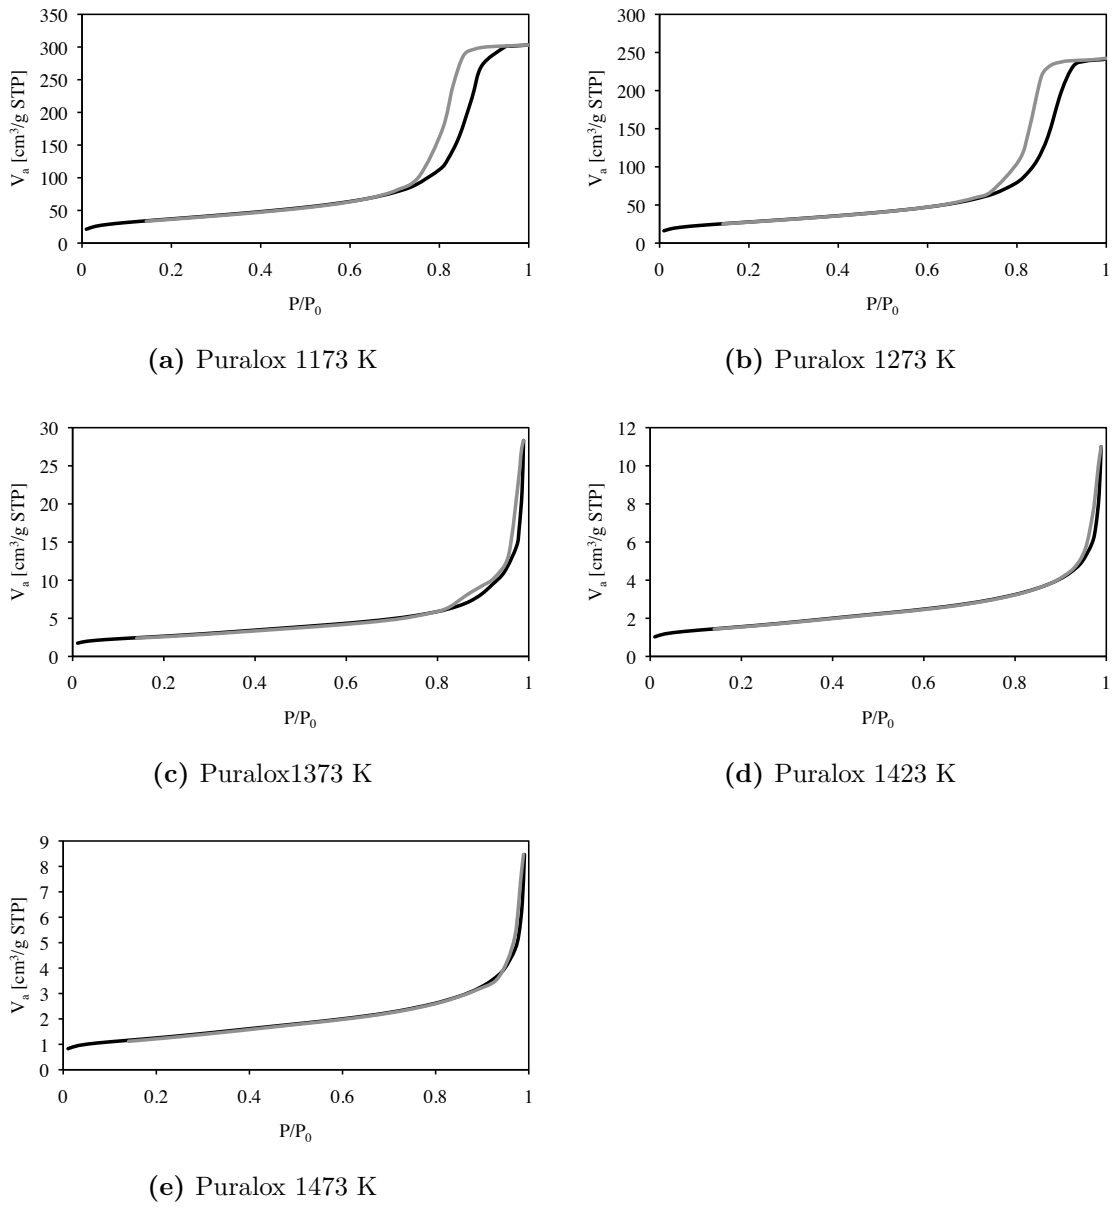 350
300
250
200
150
100
50
0
V_a [cm³/g STP]
0 0.2 0.4 0.6 0.8 1
P/P₀
(a) Puralox 1173 K
300
250
200
150
100
50
0
V_a [cm³/g STP]
0 0.2 0.4 0.6 0.8 1
P/P₀
(b) Puralox 1273 K
30
25
20
15
10
5
0
V_a [cm³/g STP]
0 0.2 0.4 0.6 0.8 1
P/P₀
(c) Puralox1373 K
12
10
8
6
4
2
0
V_a [cm³/g STP]
0 0.2 0.4 0.6 0.8 1
P/P₀
(d) Puralox 1423 K
9
8
7
6
5
4
3
2
1
0
V_a [cm³/g STP]
0 0.2 0.4 0.6 0.8 1
P/P₀
(e) Puralox 1473 K